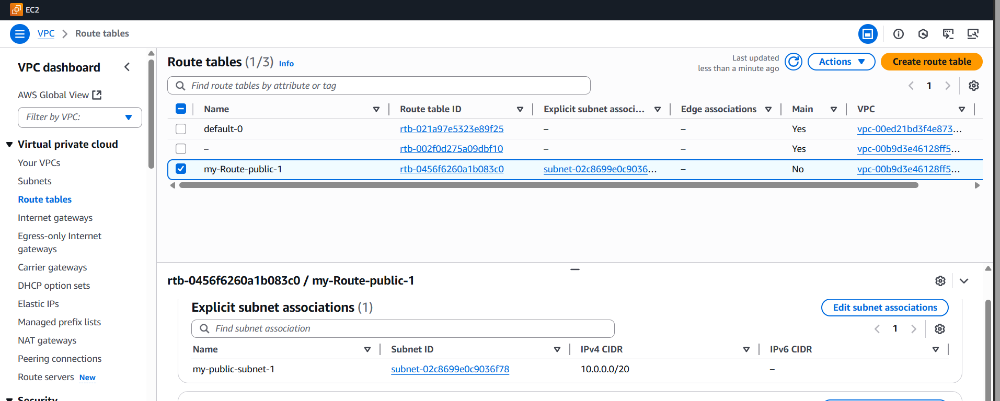 EC2
VPC > Route tables
VPC dashboard
AWS Global View
Filter by VPC:
Virtual private cloud
Your VPCs
Subnets
Route tables
Internet gateways
Egress-only Internet
gateways
Carrier gateways
DHCP option sets
Elastic IPs
Managed prefix lists
NAT gateways
Peering connections
Route servers New
Security
Route tables (1/3) Info
Last updated
less than a minute ago
Actions
Create route table
Find route tables by attribute or tag
1
Name Route table ID Explicit subnet associ... Edge associations Main VPC
default-0 rtb-021a97e5323e89f25 – – Yes vpc-00ed21bd3f4e873...
– rtb-002f0d275a09dbf10 – – Yes vpc-00b9d3e46128ff5...
my-Route-public-1 rtb-0456f6260a1b083c0 subnet-02c8699e0c9036... – No vpc-00b9d3e46128ff5...
rtb-0456f6260a1b083c0 / my-Route-public-1
Explicit subnet associations (1)
Edit subnet associations
Find subnet association
1
Name Subnet ID IPv4 CIDR IPv6 CIDR
my-public-subnet-1 subnet-02c8699e0c9036f78 10.0.0.0/20 –